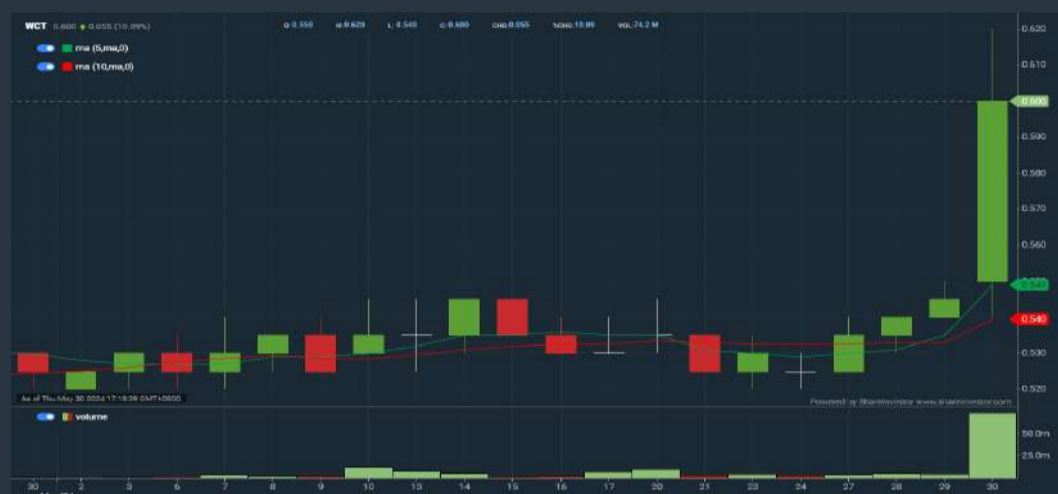 WCT 0.600 0.055 (10.09%) O:0.550 H:0.620 L:0.540 C:0.600 CHG:0.055 %CHG:10.09 VOL:74.2 M
ma (5,ma,0)
ma (10,ma,0)
0.620
0.610
0.600
0.590
0.580
0.570
0.560
0.549
0.540
0.530
0.520
As of Thu May 30 2024 17:18:39 GMT+0800
Powered by ShareInvestor www.shareinvestor.com
volume
50.0m
25.0m
30 2 3 6 7 8 9 10 13 14 15 16 17 20 21 23 24 27 28 29 30